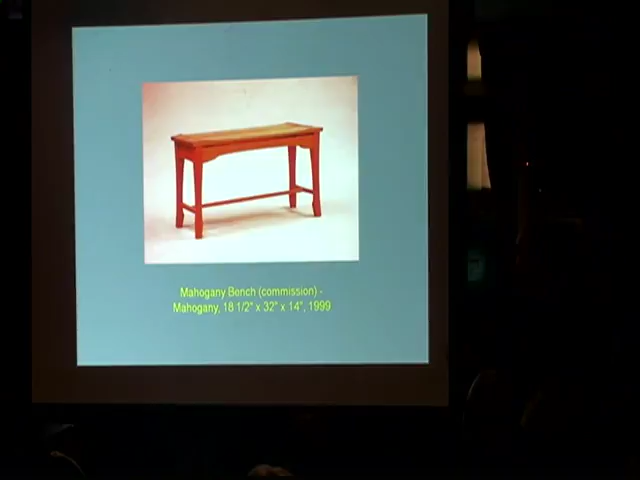 Mahogany Bench (commission) -
Mahogany, 18 1/2" x 32" x 14", 1999